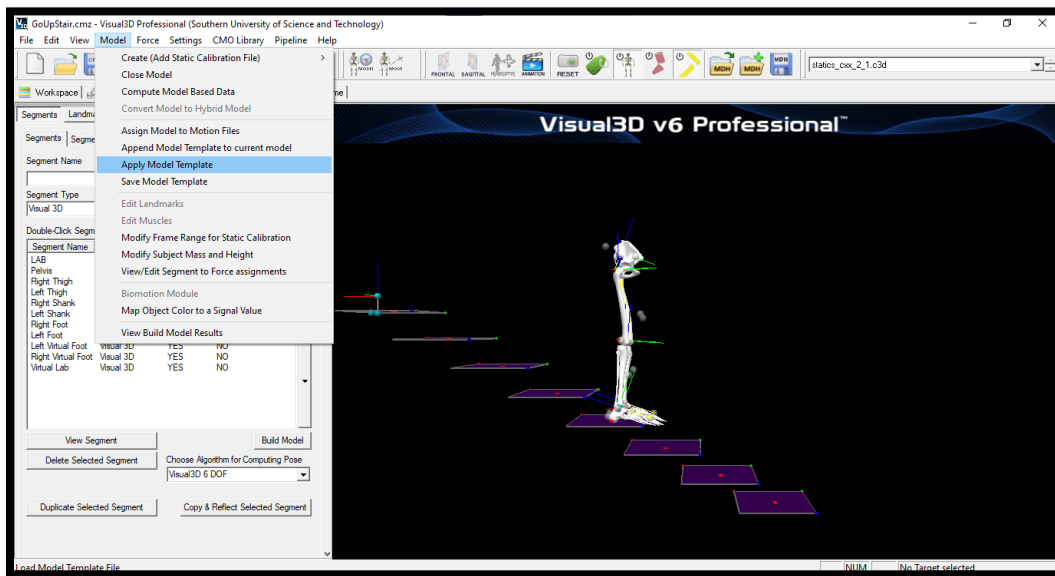 GoUpStair.cmz - Visual3D Professional (Southern University of Science and Technology)
File Edit View Model Force Settings CMO Library Pipeline Help
FRONTAL SAGITTAL ANIMATION RESET MDH MDH MDH statics_cxx_2_1.c3d
Workspace
Create (Add Static Calibration File)
Close Model
Compute Model Based Data
Convert Model to Hybrid Model
Assign Model to Motion Files
Append Model Template to current model
Apply Model Template
Save Model Template
Edit Landmarks
Edit Muscles
Modify Frame Range for Static Calibration
Modify Subject Mass and Height
View/Edit Segment to Force assignments
Biomotion Module
Map Object Color to a Signal Value
View Build Model Results
Visual3D v6 Professional™
Segments Landma
Segments Segme
Segment Name
Segment Type
Visual 3D
Double-Click Segm
Segment Name
LAB
Pelvis
Right Thigh
Left Thigh
Right Shank
Left Shank
Right Foot
Left Foot
Left Virtual Foot Visual 3D YES NO
Right Virtual Foot Visual 3D YES NO
Virtual Lab Visual 3D YES NO
View Segment Build Model
Delete Selected Segment Choose Algorithm for Computing Pose
Visual3D 6 DOF
Duplicate Selected Segment Copy & Reflect Selected Segment
Load Model Template File NUM No Target selected